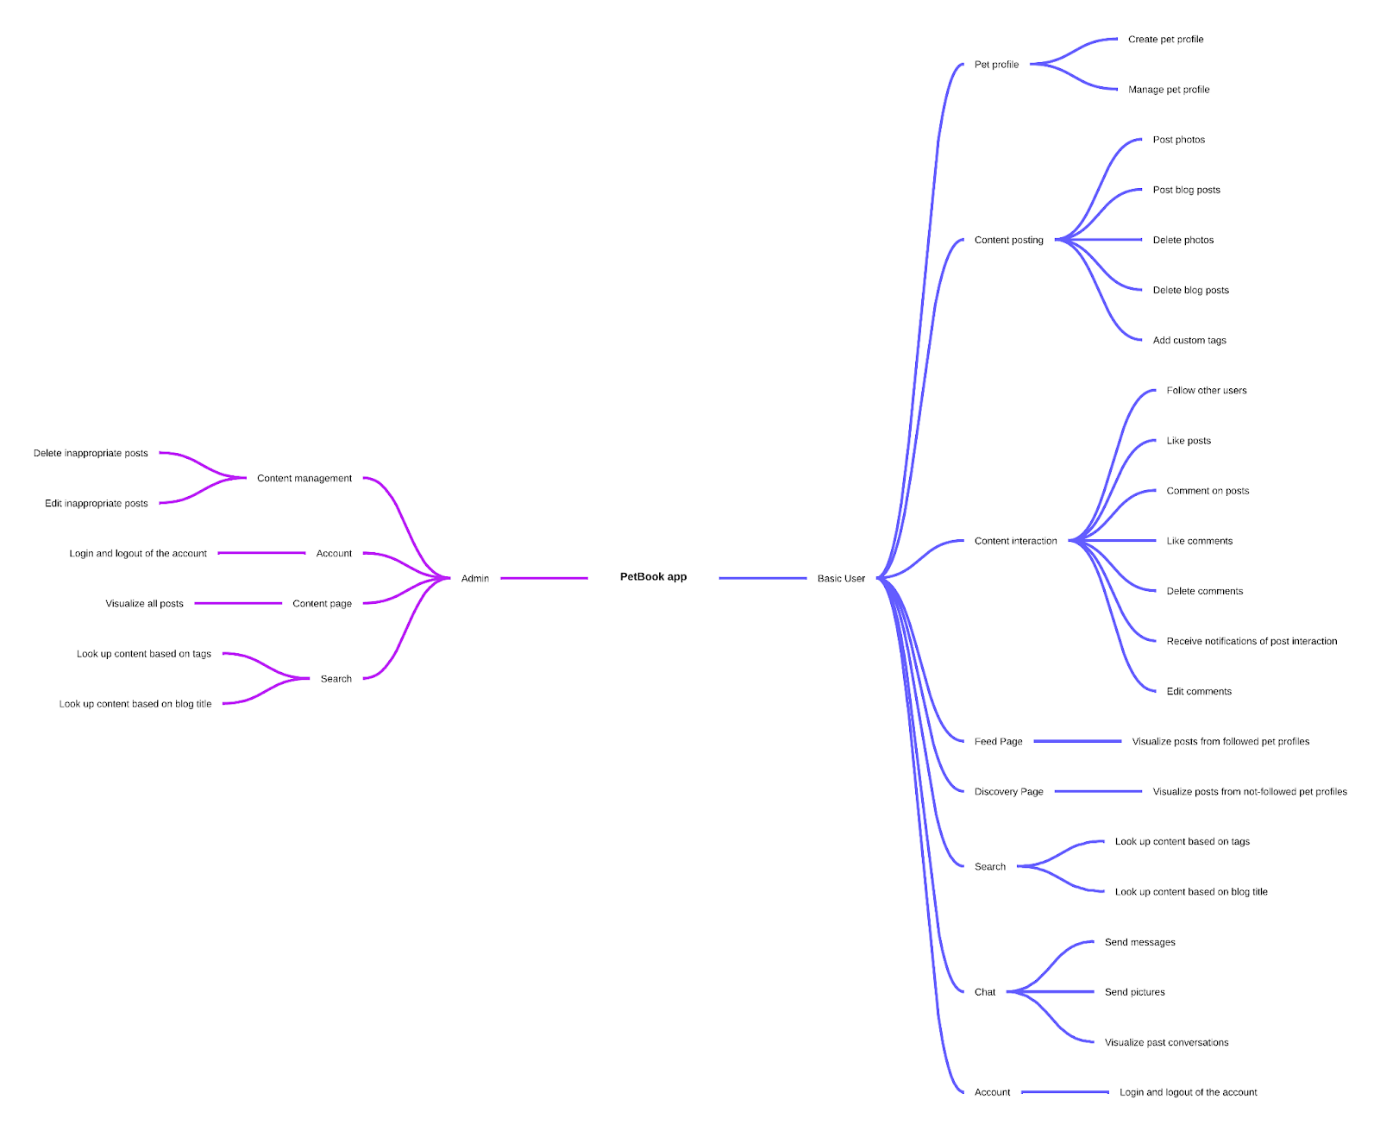 PetBook app
Admin
Content management
Delete inappropriate posts
Edit inappropriate posts
Account
Login and logout of the account
Content page
Visualize all posts
Search
Look up content based on tags
Look up content based on blog title
Basic User
Pet profile
Create pet profile
Manage pet profile
Content posting
Post photos
Post blog posts
Delete photos
Delete blog posts
Add custom tags
Content interaction
Follow other users
Like posts
Comment on posts
Like comments
Delete comments
Receive notifications of post interaction
Edit comments
Feed Page
Visualize posts from followed pet profiles
Discovery Page
Visualize posts from not-followed pet profiles
Search
Look up content based on tags
Look up content based on blog title
Chat
Send messages
Send pictures
Visualize past conversations
Account
Login and logout of the account